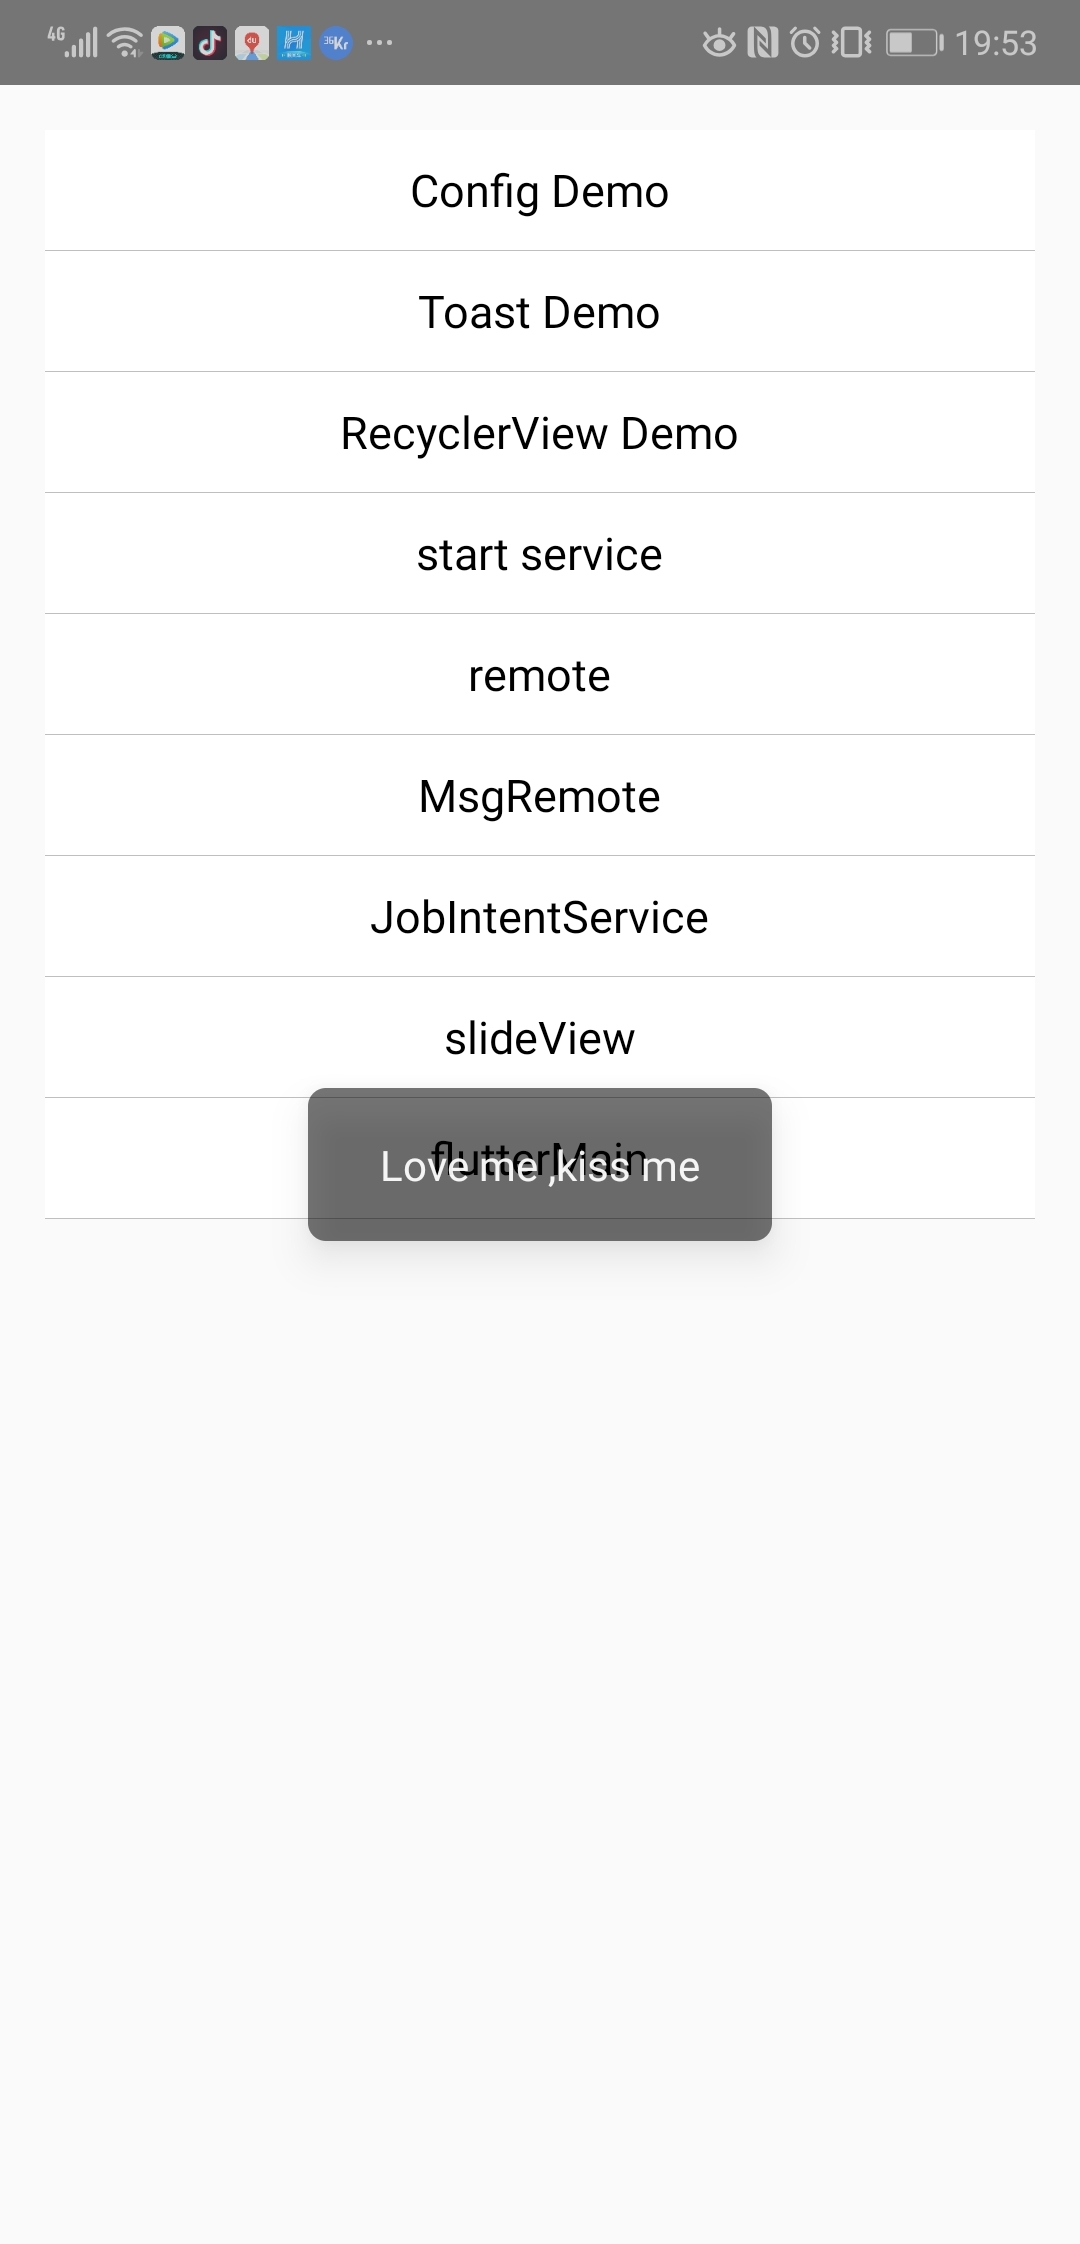 4G 36Kr 19:53
Config Demo
Toast Demo
RecyclerView Demo
start service
remote
MsgRemote
JobIntentService
slideView
flutterMain
Love me ,kiss me